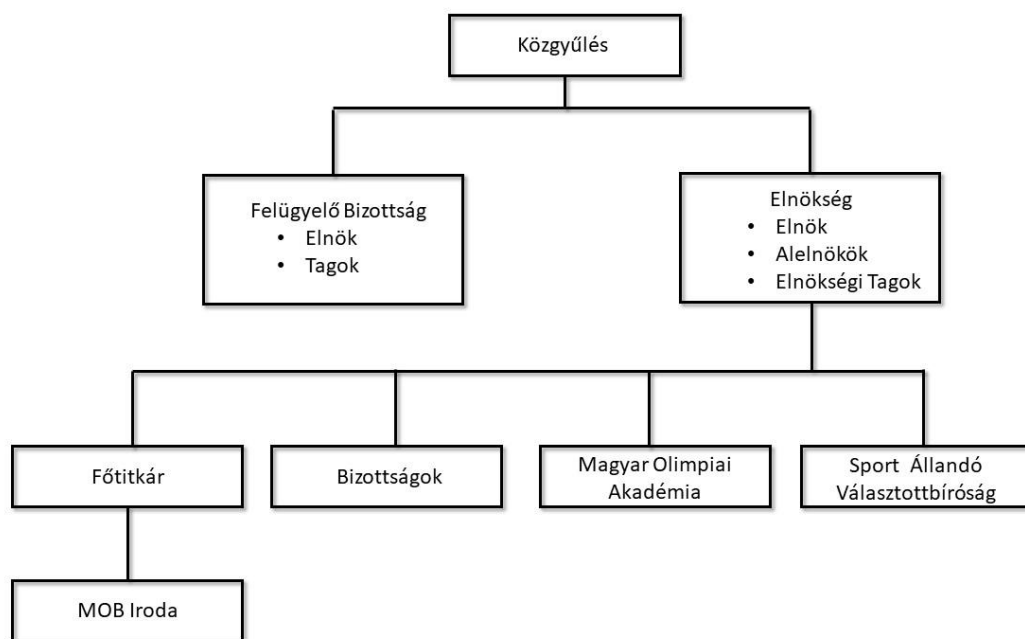 Közgyűlés
Felügyelő Bizottság
• Elnök
• Tagok
Elnökség
• Elnök
• Alelnökök
• Elnökségi Tagok
Főtitkár
Bizottságok
Magyar Olimpiai
Akadémia
Sport Állandó
Választottbíróság
MOB Iroda